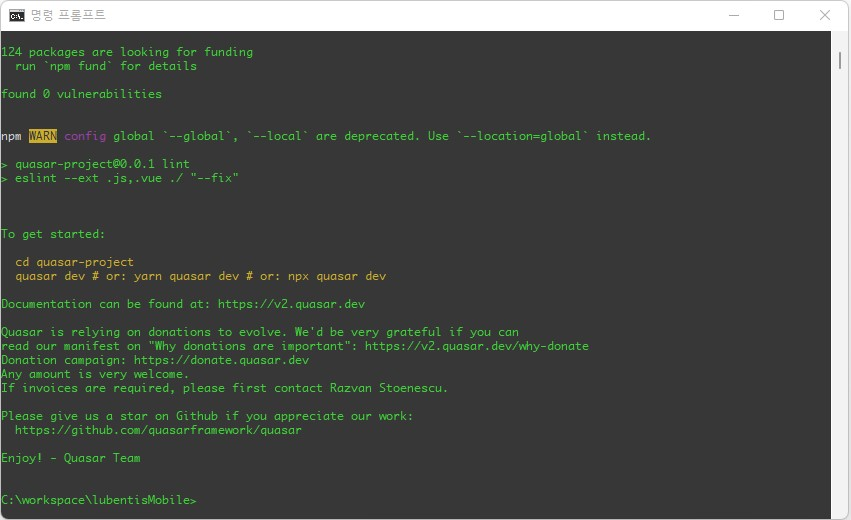 명령 프롬프트
124 packages are looking for funding
  run `npm fund` for details
found 0 vulnerabilities
npm WARN config global `--global`, `--local` are deprecated. Use `--location=global` instead.
> quasar-project@0.0.1 lint
> eslint --ext .js,.vue ./ "--fix"
To get started:
  cd quasar-project
  quasar dev # or: yarn quasar dev # or: npx quasar dev
Documentation can be found at: https://v2.quasar.dev
Quasar is relying on donations to evolve. We'd be very grateful if you can
read our manifest on "Why donations are important": https://v2.quasar.dev/why-donate
Donation campaign: https://donate.quasar.dev
Any amount is very welcome.
If invoices are required, please first contact Razvan Stoenescu.
Please give us a star on Github if you appreciate our work:
  https://github.com/quasarframework/quasar
Enjoy! - Quasar Team
C:\workspace\lubentisMobile>